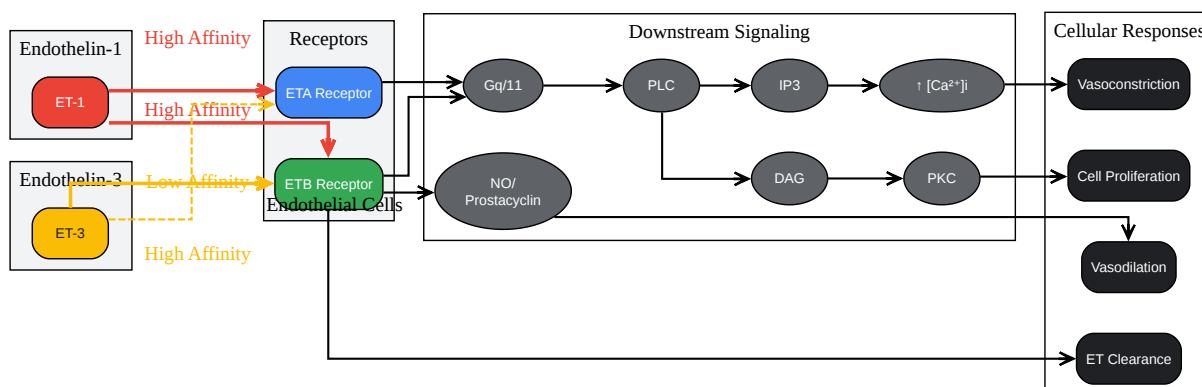 Endothelin-1
ET-1
Endothelin-3
ET-3
High Affinity
High Affinity
Low Affinity
High Affinity
Receptors
ETA Receptor
ETB Receptor
Endothelial Cells
Downstream Signaling
Gq/11
PLC
IP3
↑ [Ca²⁺]i
NO/
Prostacyclin
DAG
PKC
Cellular Responses
Vasoconstriction
Cell Proliferation
Vasodilation
ET Clearance